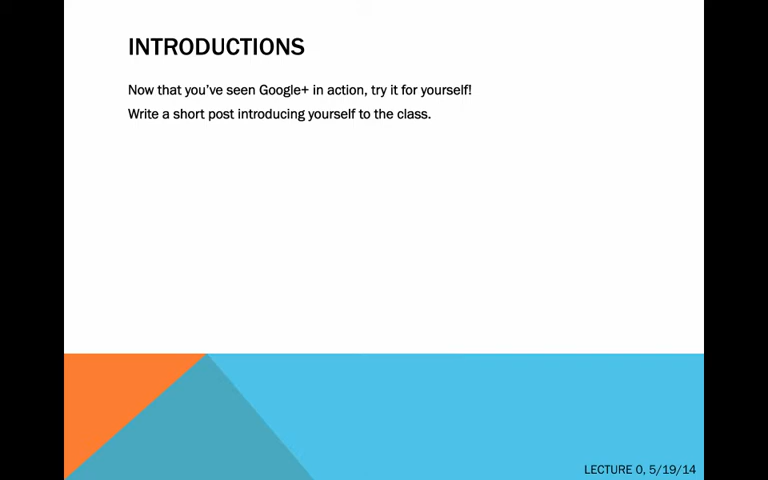 INTRODUCTIONS
Now that you've seen Google+ in action, try it for yourself!
Write a short post introducing yourself to the class.
LECTURE 0, 5/19/14